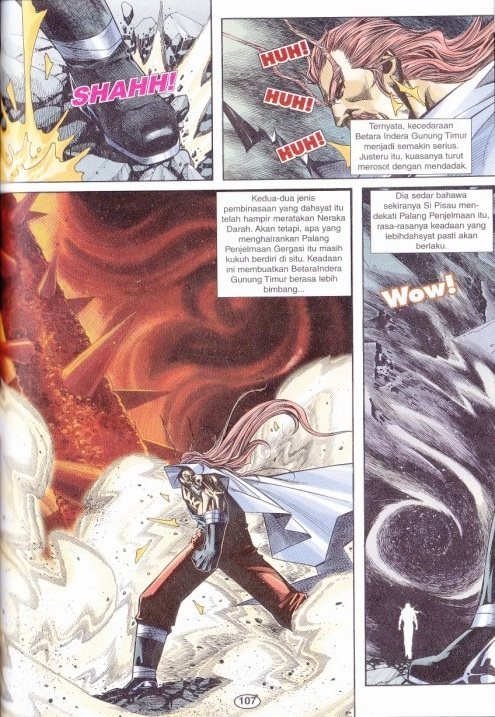 SHAHH!
HUH!
HUH!
HUH!
Ternyata, kecedaraan
Betara Indera Gunung Timur
menjadi semakin serius.
Justeru itu, kuasanya turut
merosot dengan mendadak.
Kedua-dua jenis
pembinasaan yang dahsyat itu
telah hampir meratakan Neraka
Darah. Akan tetapi, apa yang
menghairankan Palang
Penjelmaan Gergasi itu masih
kukuh berdiri di situ. Keadaan
ini membuatkan BetaraIndera
Gunung Timur berasa lebih
bimbang...
Dia sedar bahawa
sekiranya Si Pisau men-
dekati Palang Penjelmaan itu,
rasa-rasanya keadaan yang
lebihdahsyat pasti akan
berlaku.
Wow!
107